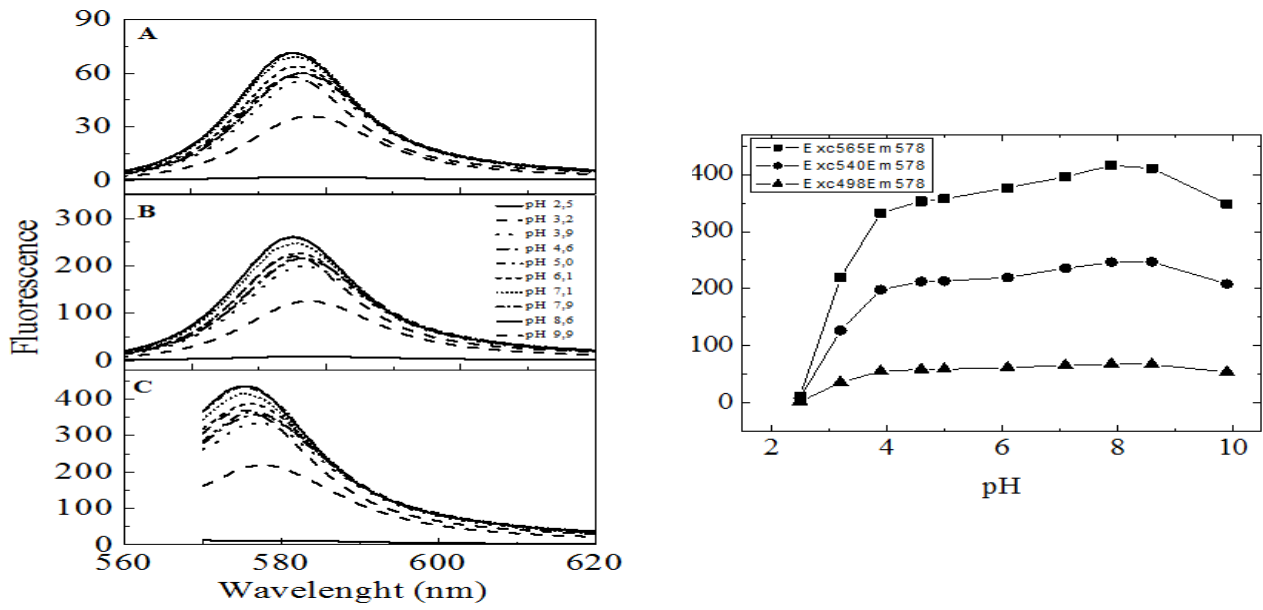 90
60
30
0
A
300
200
100
0
B
pH 2,5
pH 3,2
pH 3,9
pH 4,6
pH 5,0
pH 6,1
pH 7,1
pH 7,9
pH 8,6
pH 9,9
400
300
200
100
0
C
560 580 600 620
Wavelenght (nm)
Fluorescence
Exc565Em578
Exc540Em578
Exc498Em578
400
300
200
100
0
2 4 6 8 10
pH